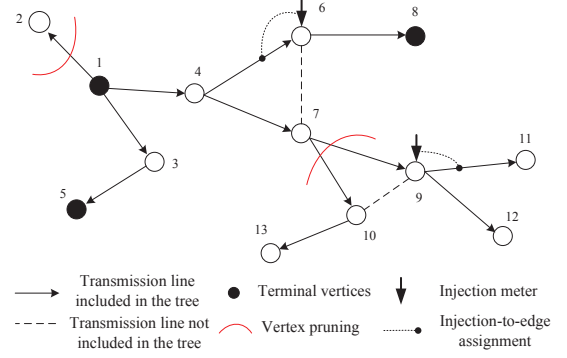 2
1
6
8
4
7
3
5
11
9
10
12
13
Transmission line
included in the tree
Terminal vertices
Injection meter
Transmission line not
included in the tree
Vertex pruning
Injection-to-edge
assignment